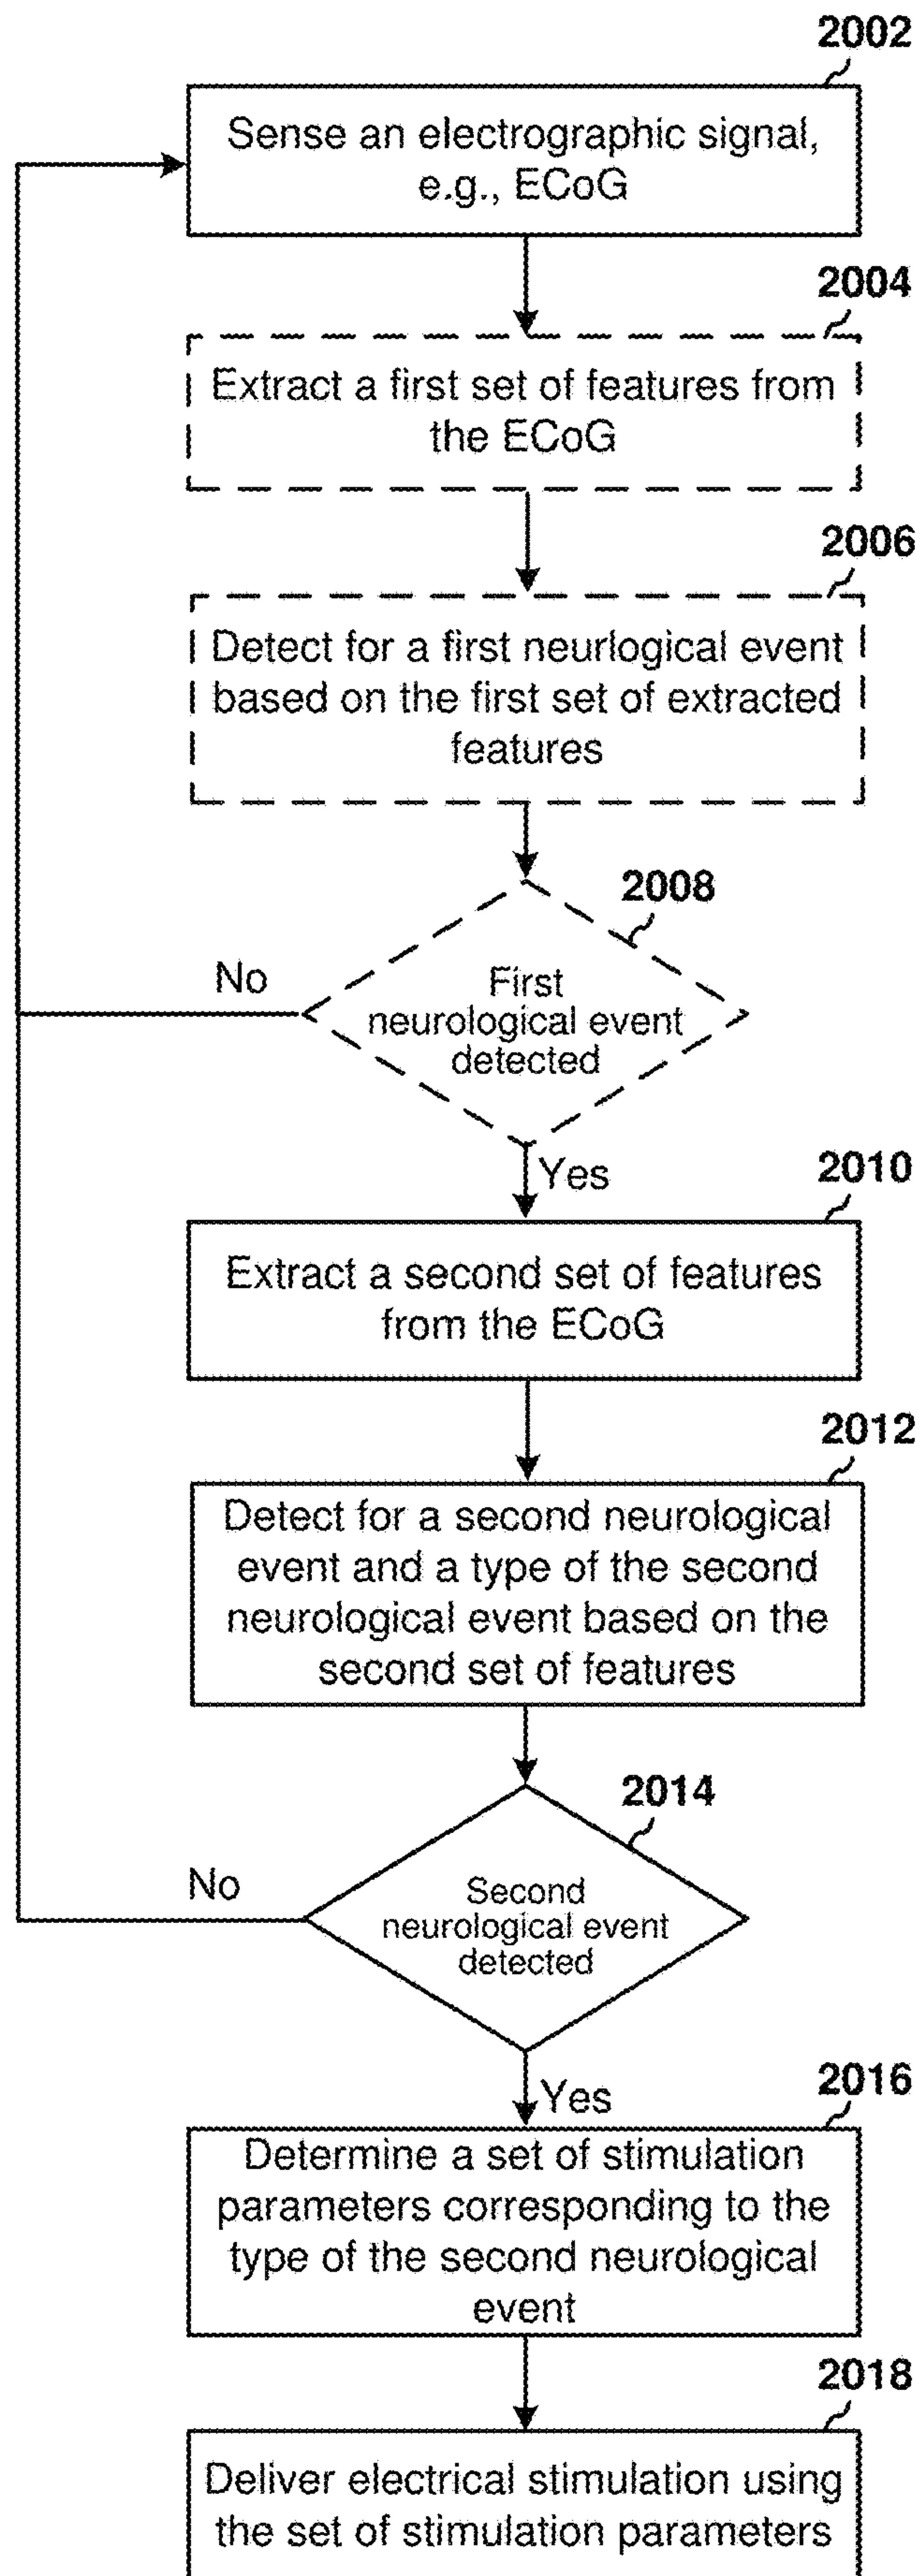 2002
Sense an electrographic signal,
e.g., ECoG
2004
Extract a first set of features from
the ECoG
2006
Detect for a first neurlogical event
based on the first set of extracted
features
2008
No
First
neurological event
detected
Yes
2010
Extract a second set of features
from the ECoG
2012
Detect for a second neurological
event and a type of the second
neurological event based on the
second set of features
2014
No
Second
neurological event
detected
Yes
2016
Determine a set of stimulation
parameters corresponding to the
type of the second neurological
event
2018
Deliver electrical stimulation using
the set of stimulation parameters